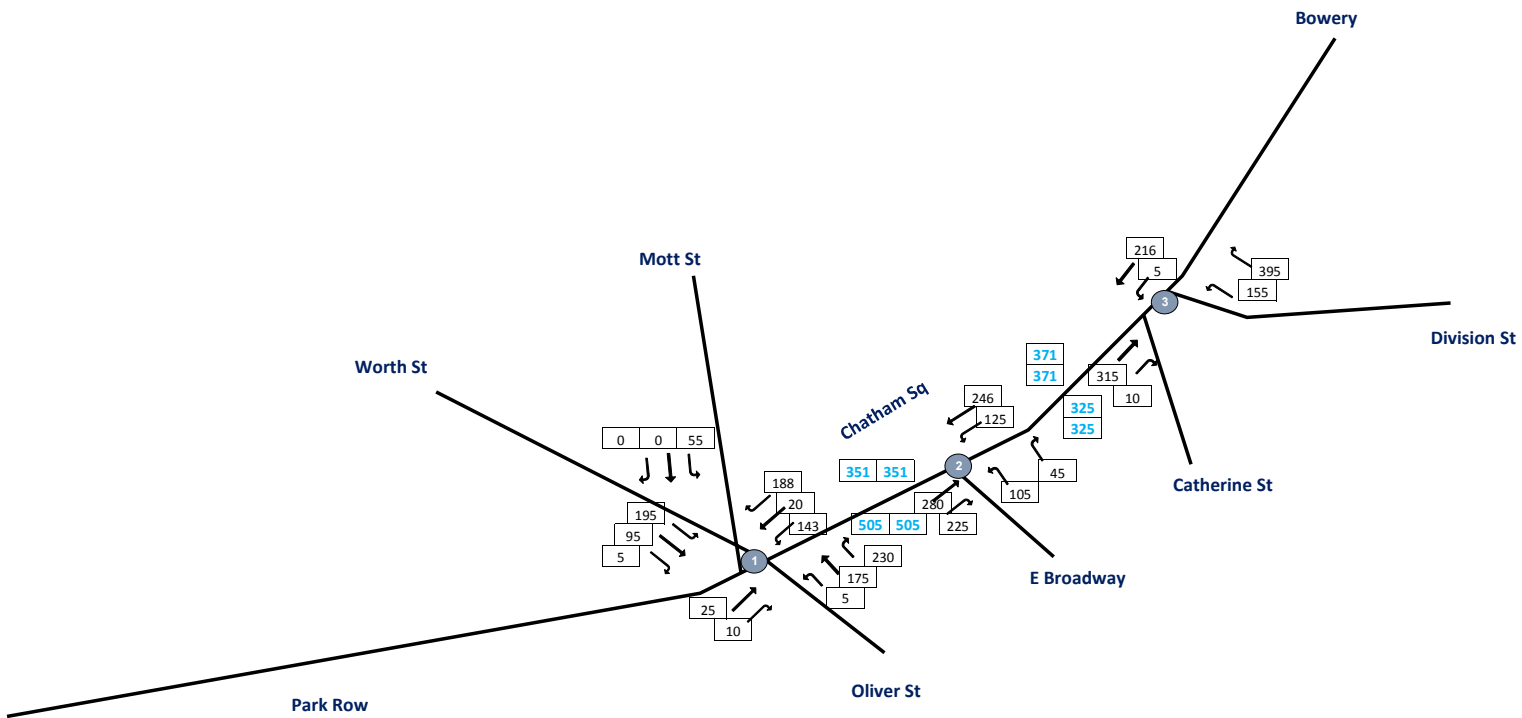 Bowery
216
5
395
3
155
Mott St
Division St
371
371
315
10
Worth St
Chatham Sq
246
125
325
325
0 0 55
351 351
2
45
105
Catherine St
188
20
143
280
505 505 225
195
95
5
1
230
175
5
E Broadway
25
10
Oliver St
Park Row